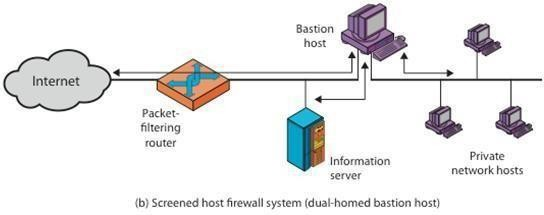 Bastion
host
Internet
Packet-
filtering
router
Information
server
Private
network hosts
(b) Screened host firewall system (dual-homed bastion host)